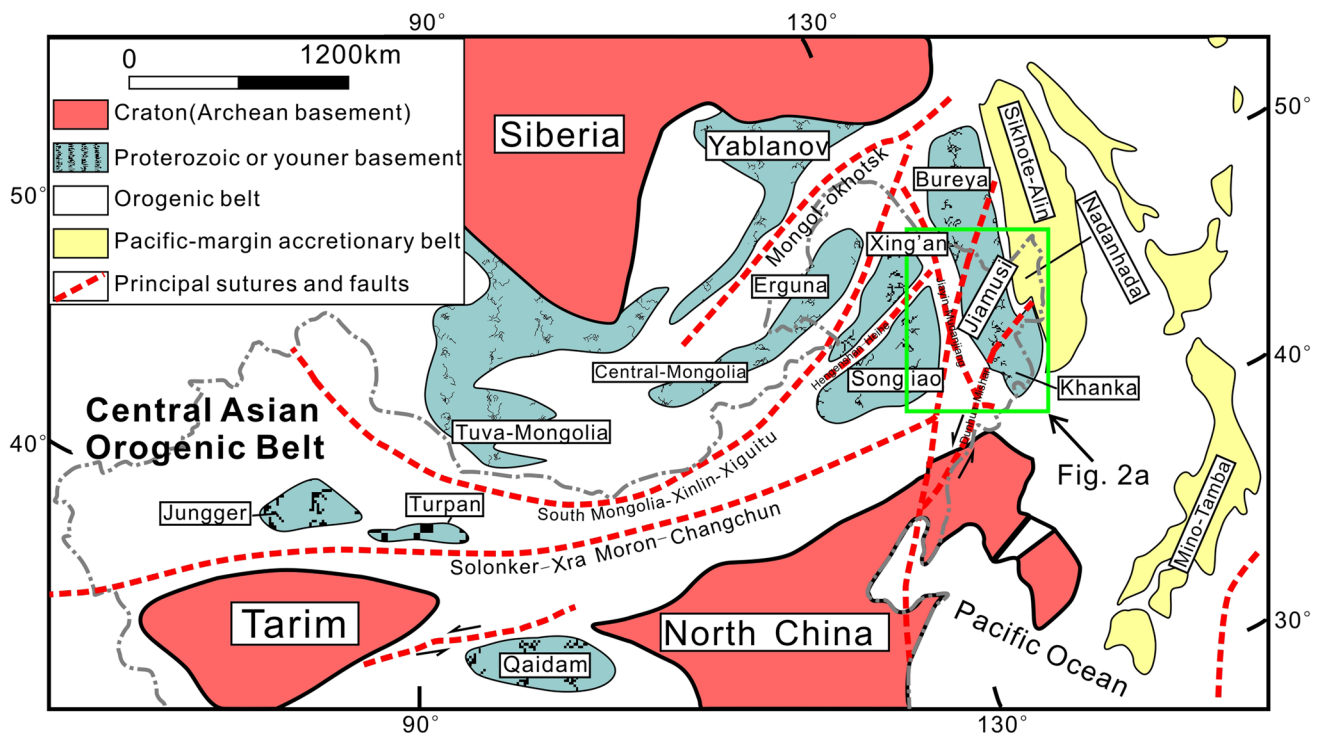 90° 130°
0 1200km
Craton(Archean basement)
Proterozoic or youner basement
Orogenic belt
Pacific-margin accretionary belt
Principal sutures and faults
50°
50°
40°
40°
30°
Siberia
Yablanov
Mongol-okhotsk
Bureya
Sikhote-Alin
Nadanhada
Xing'an
Erguna
Jiamusi
Central-Mongolia
Songliao
Khanka
Central Asian
Orogenic Belt
Tuva-Mongolia
Fig. 2a
Jungger
Turpan
South Mongolia-Xinlin-Xiguitu
Solonker-Xra Moron-Changchun
Mino-Tamba
Tarim
North China
Qaidam
Pacific Ocean
90° 130°